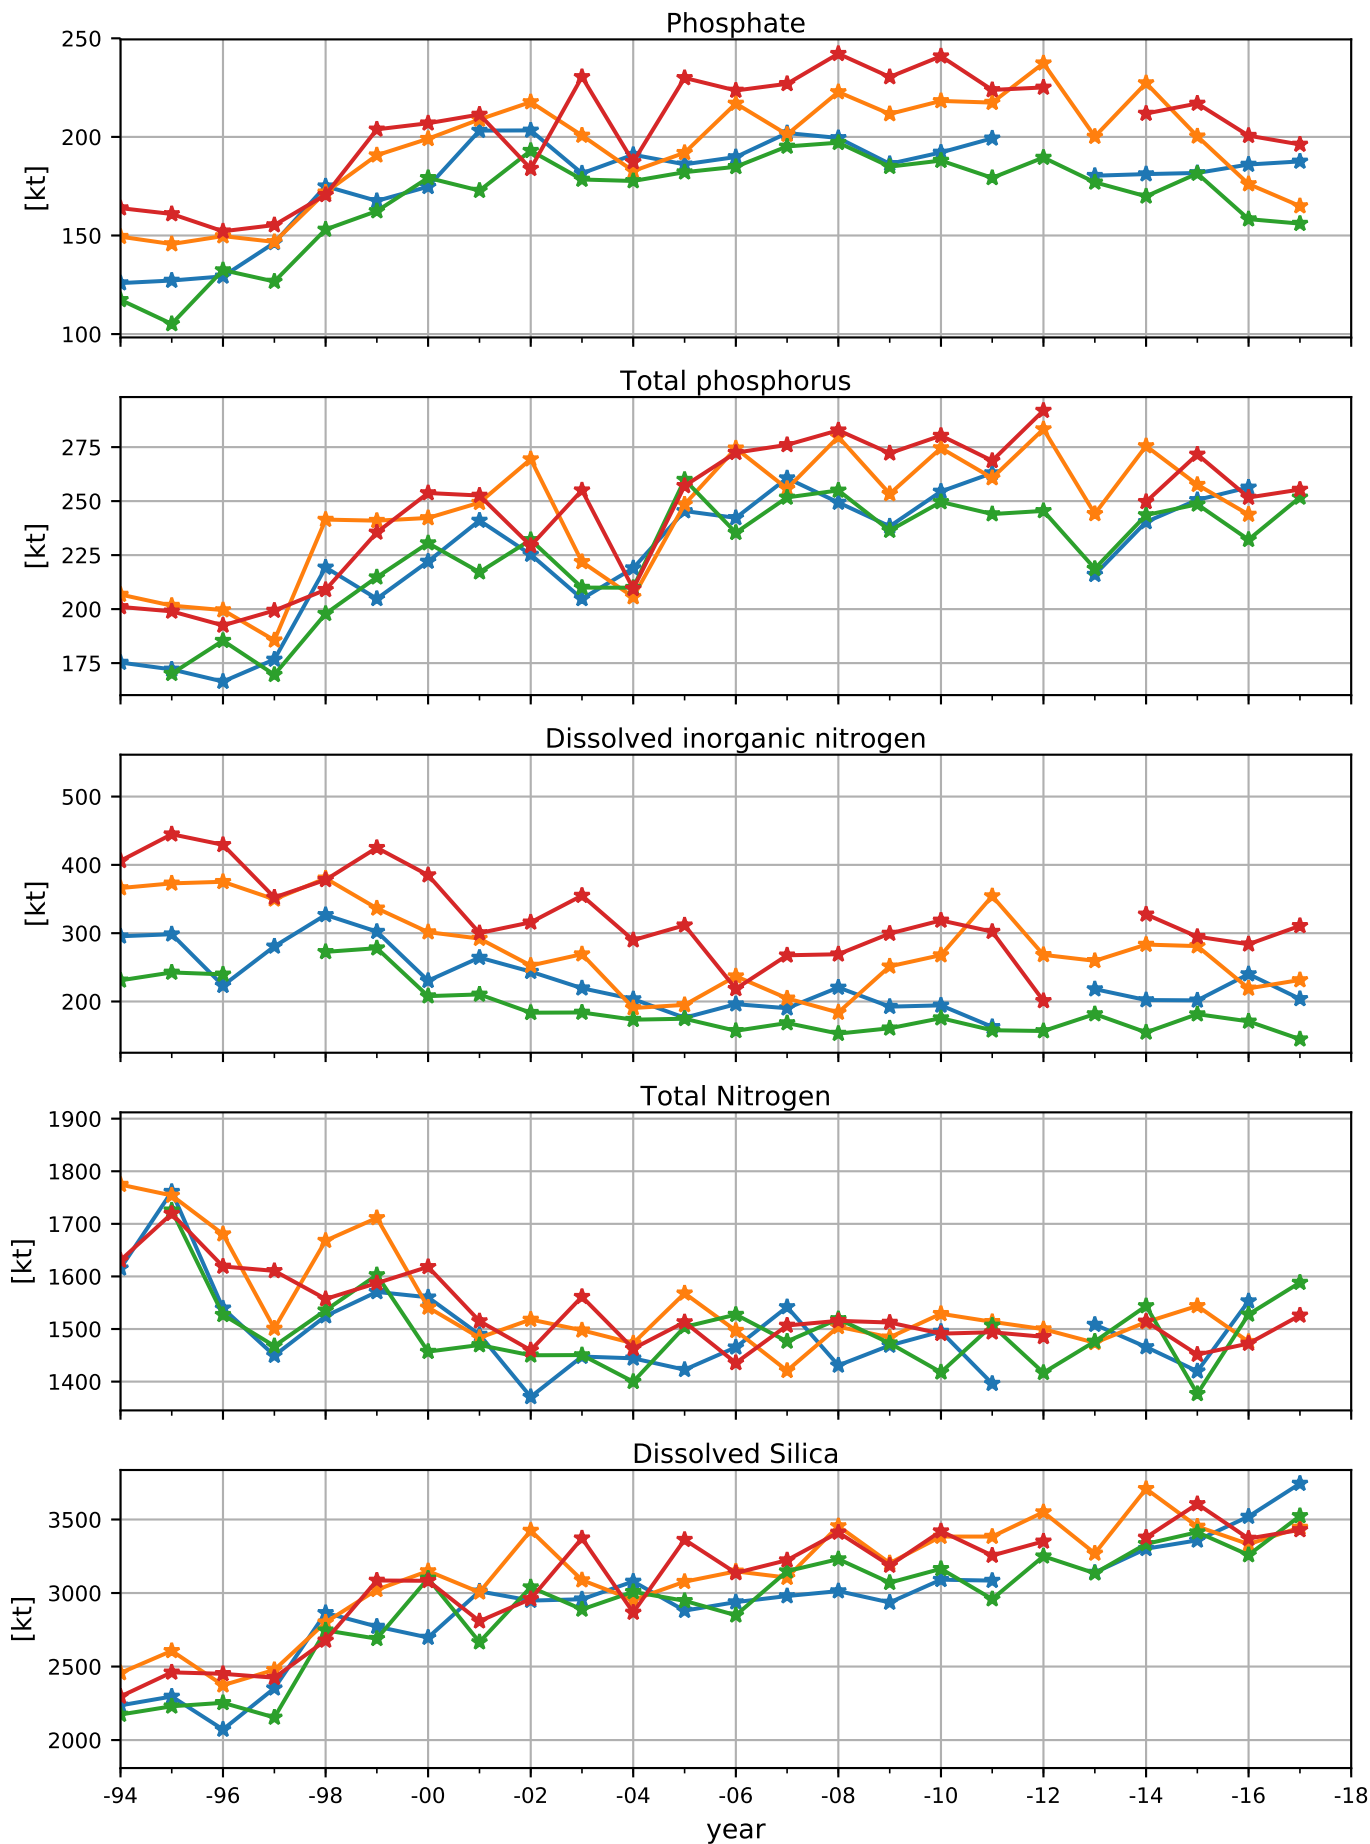 Phosphate
250
200
150
100
[kt]
Total phosphorus
275
250
225
200
175
[kt]
Dissolved inorganic nitrogen
500
400
300
200
[kt]
Total Nitrogen
1900
1800
1700
1600
1500
1400
[kt]
Dissolved Silica
3500
3000
2500
2000
[kt]
-94 -96 -98 -00 -02 -04 -06 -08 -10 -12 -14 -16 -18
year